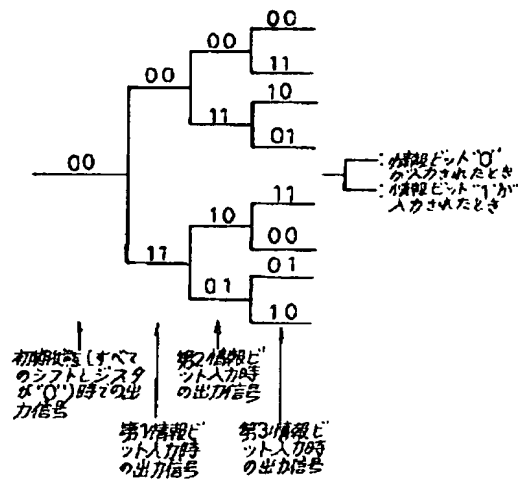 00
00
00
00
11
11
10
01
11
10
11
00
01
01
10
:情報ビット"0"
が入力されたとき
:情報ビット"1"が
入力されたとき
初期状態(すべて
のシフトレジスタ
が"0")時での出
力信号
第1情報ビ
ット入力時
の出力信号
第2情報ビ
ット入力時
の出力信号
第3情報ビ
ット入力時
の出力信号